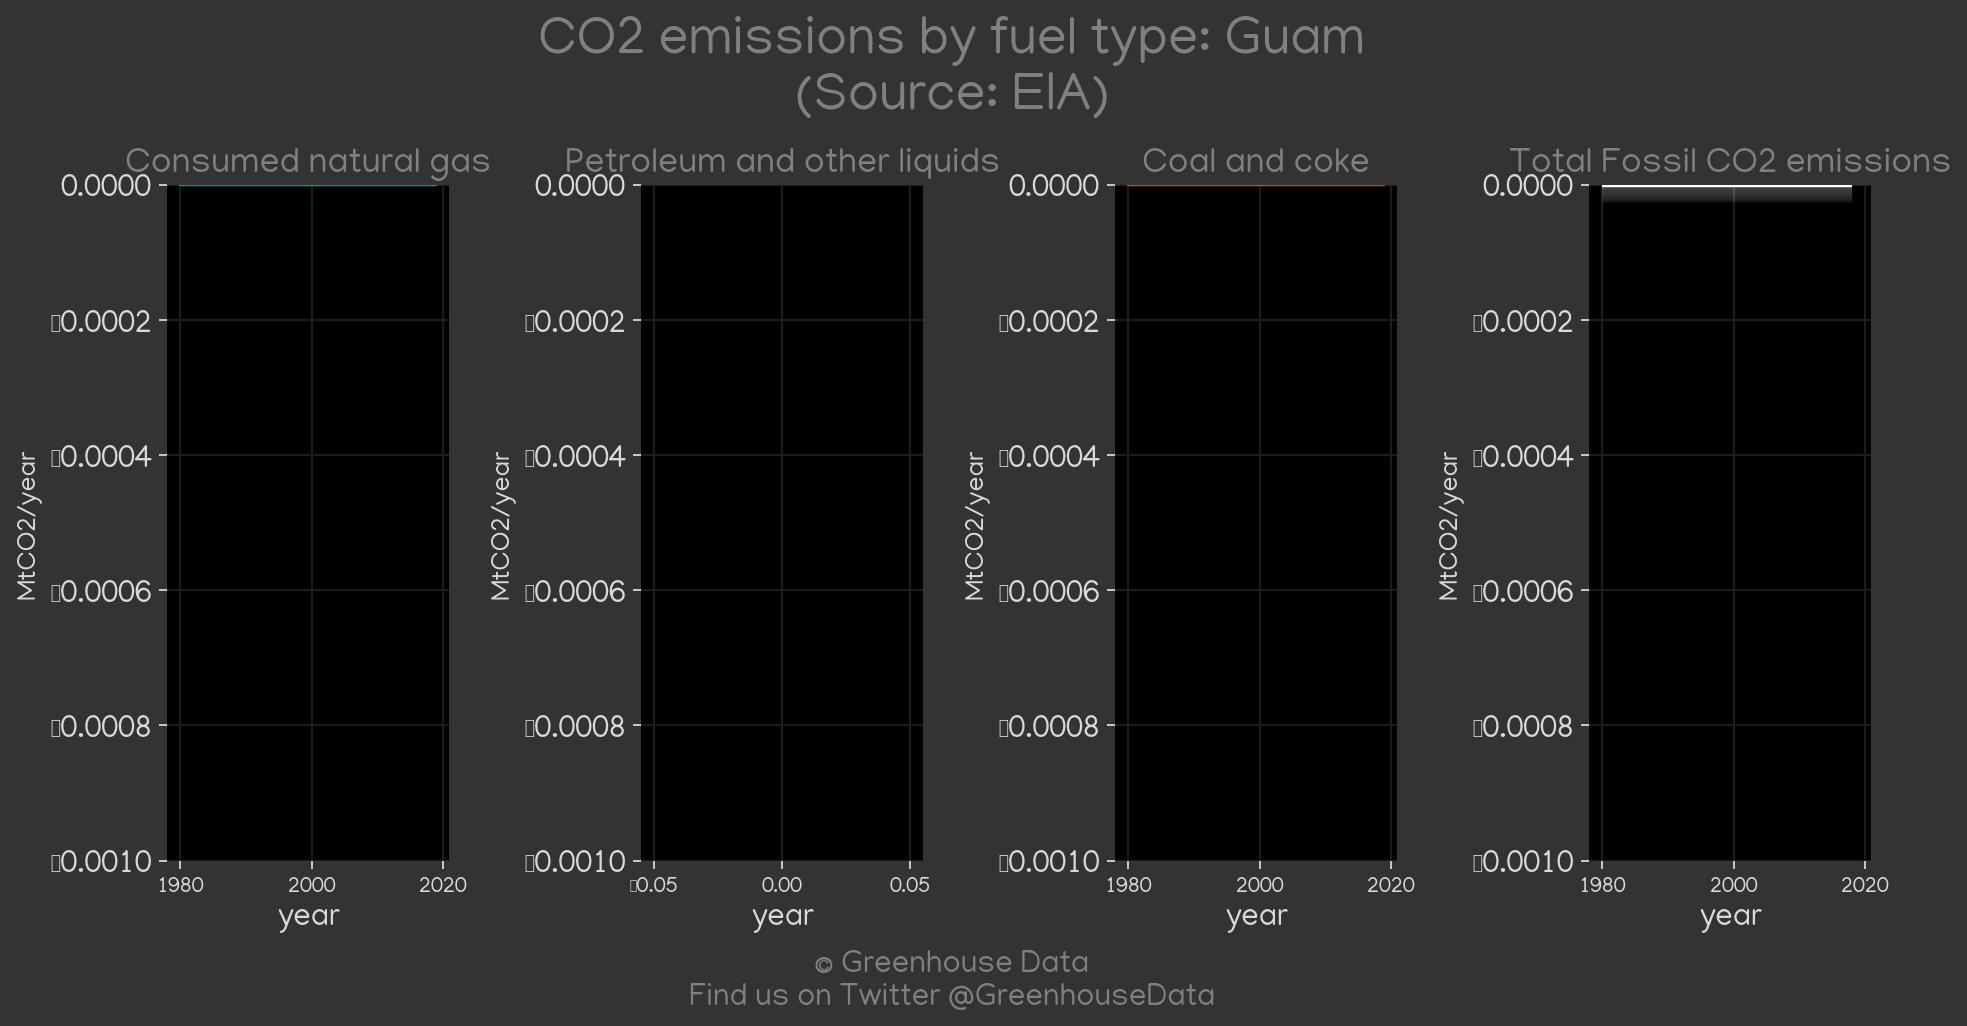 CO2 emissions by fuel type: Guam
(Source: EIA)
Consumed natural gas
0.0000
▯0.0002
▯0.0004
▯0.0006
▯0.0008
▯0.0010
MtCO2/year
1980 2000 2020
year
Petroleum and other liquids
0.0000
▯0.0002
▯0.0004
▯0.0006
▯0.0008
▯0.0010
MtCO2/year
▯0.05 0.00 0.05
year
Coal and coke
0.0000
▯0.0002
▯0.0004
▯0.0006
▯0.0008
▯0.0010
MtCO2/year
1980 2000 2020
year
Total Fossil CO2 emissions
0.0000
▯0.0002
▯0.0004
▯0.0006
▯0.0008
▯0.0010
MtCO2/year
1980 2000 2020
year
© Greenhouse Data
Find us on Twitter @GreenhouseData